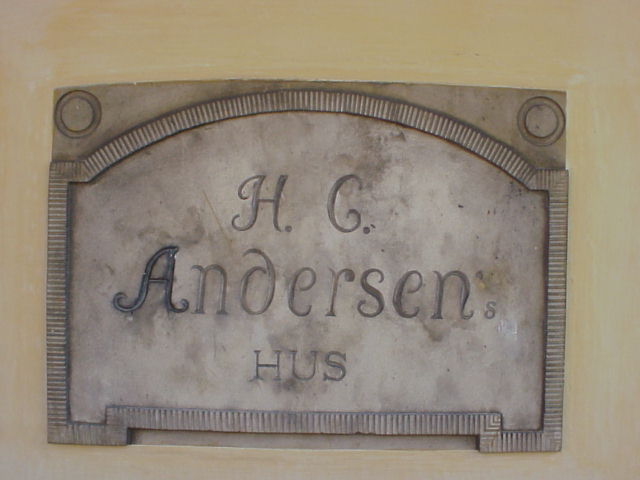 H. C.
Andersen's
HUS